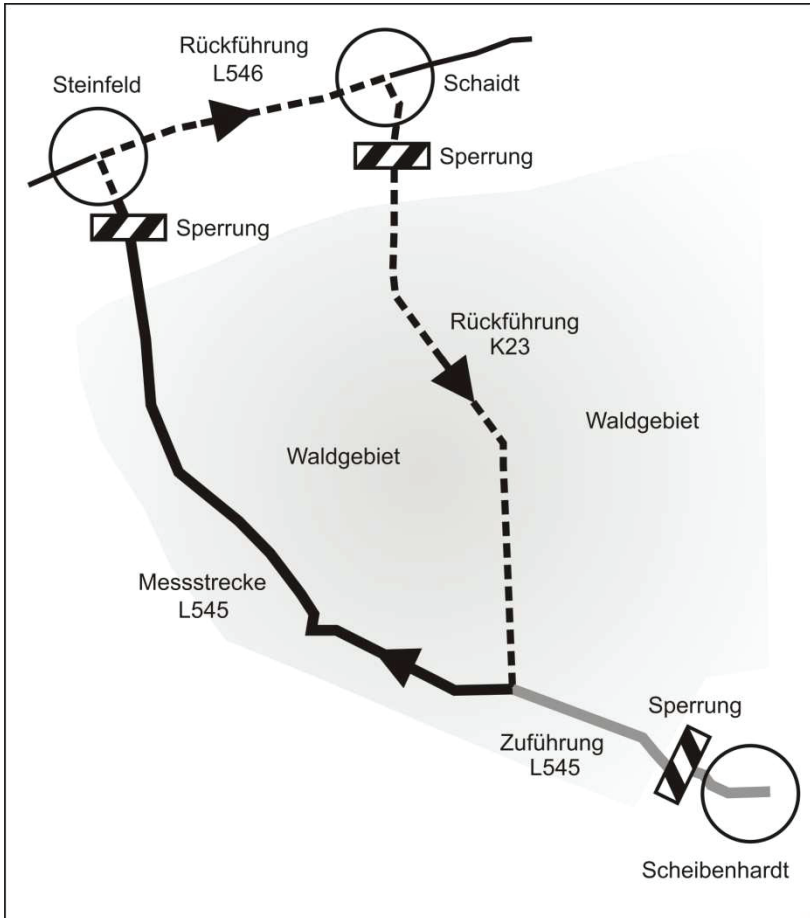 Rückführung
L546
Steinfeld
Schaidt
Sperrung
Sperrung
Rückführung
K23
Waldgebiet
Waldgebiet
Messstrecke
L545
Sperrung
Zuführung
L545
Scheibenhardt